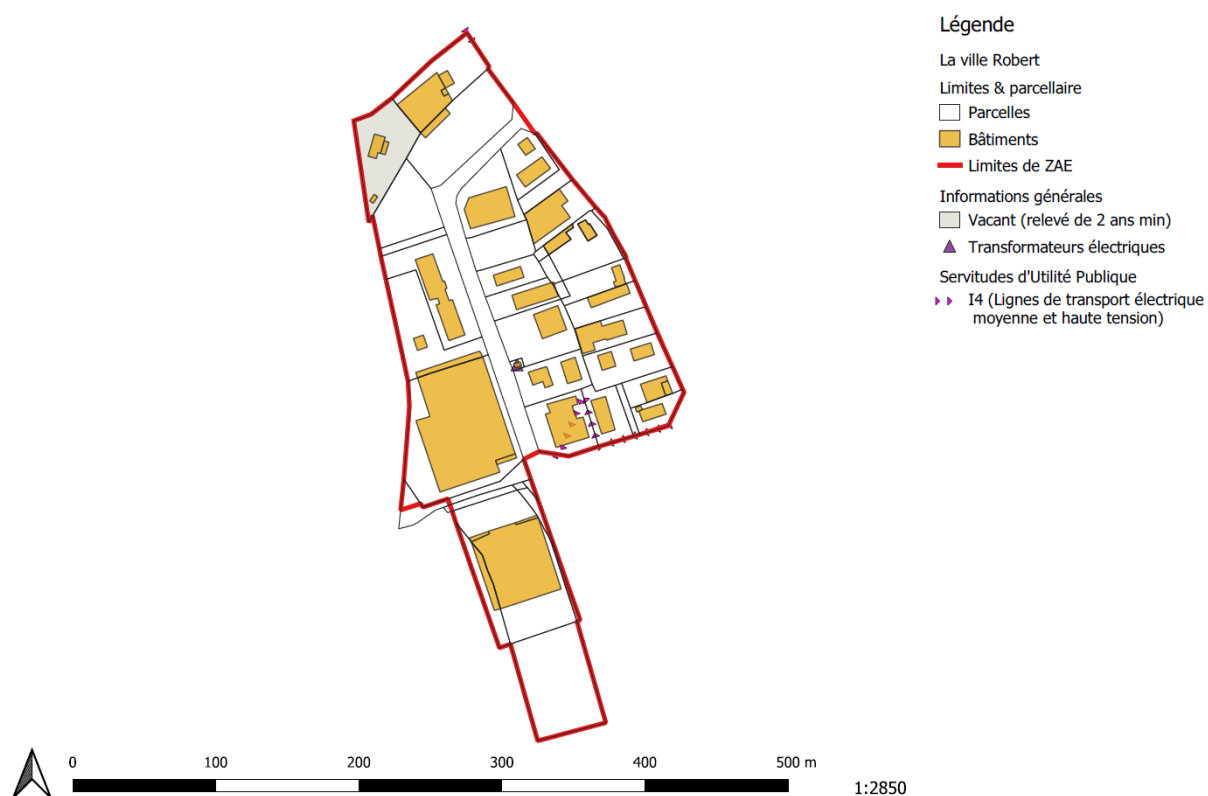 Légende
La ville Robert
Limites & parcellaire
Parcelles
Bâtiments
Limites de ZAE
Informations générales
Vacant (relevé de 2 ans min)
Transformateurs électriques
Servitudes d'Utilité Publique
I4 (Lignes de transport électrique
moyenne et haute tension)
0 100 200 300 400 500 m
1:2850